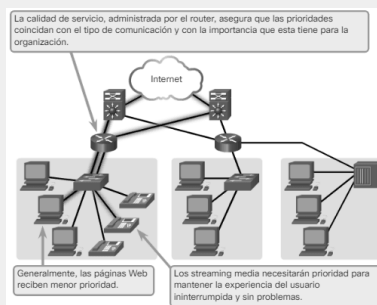 La calidad de servicio, administrada por el router, asegura que las prioridades
coincidan con el tipo de comunicación y con la importancia que esta tiene para la
organización.
Internet
Generalmente, las páginas Web
reciben menor prioridad.
Los streaming media necesitarán prioridad para
mantener la experiencia del usuario
ininterrumpida y sin problemas.